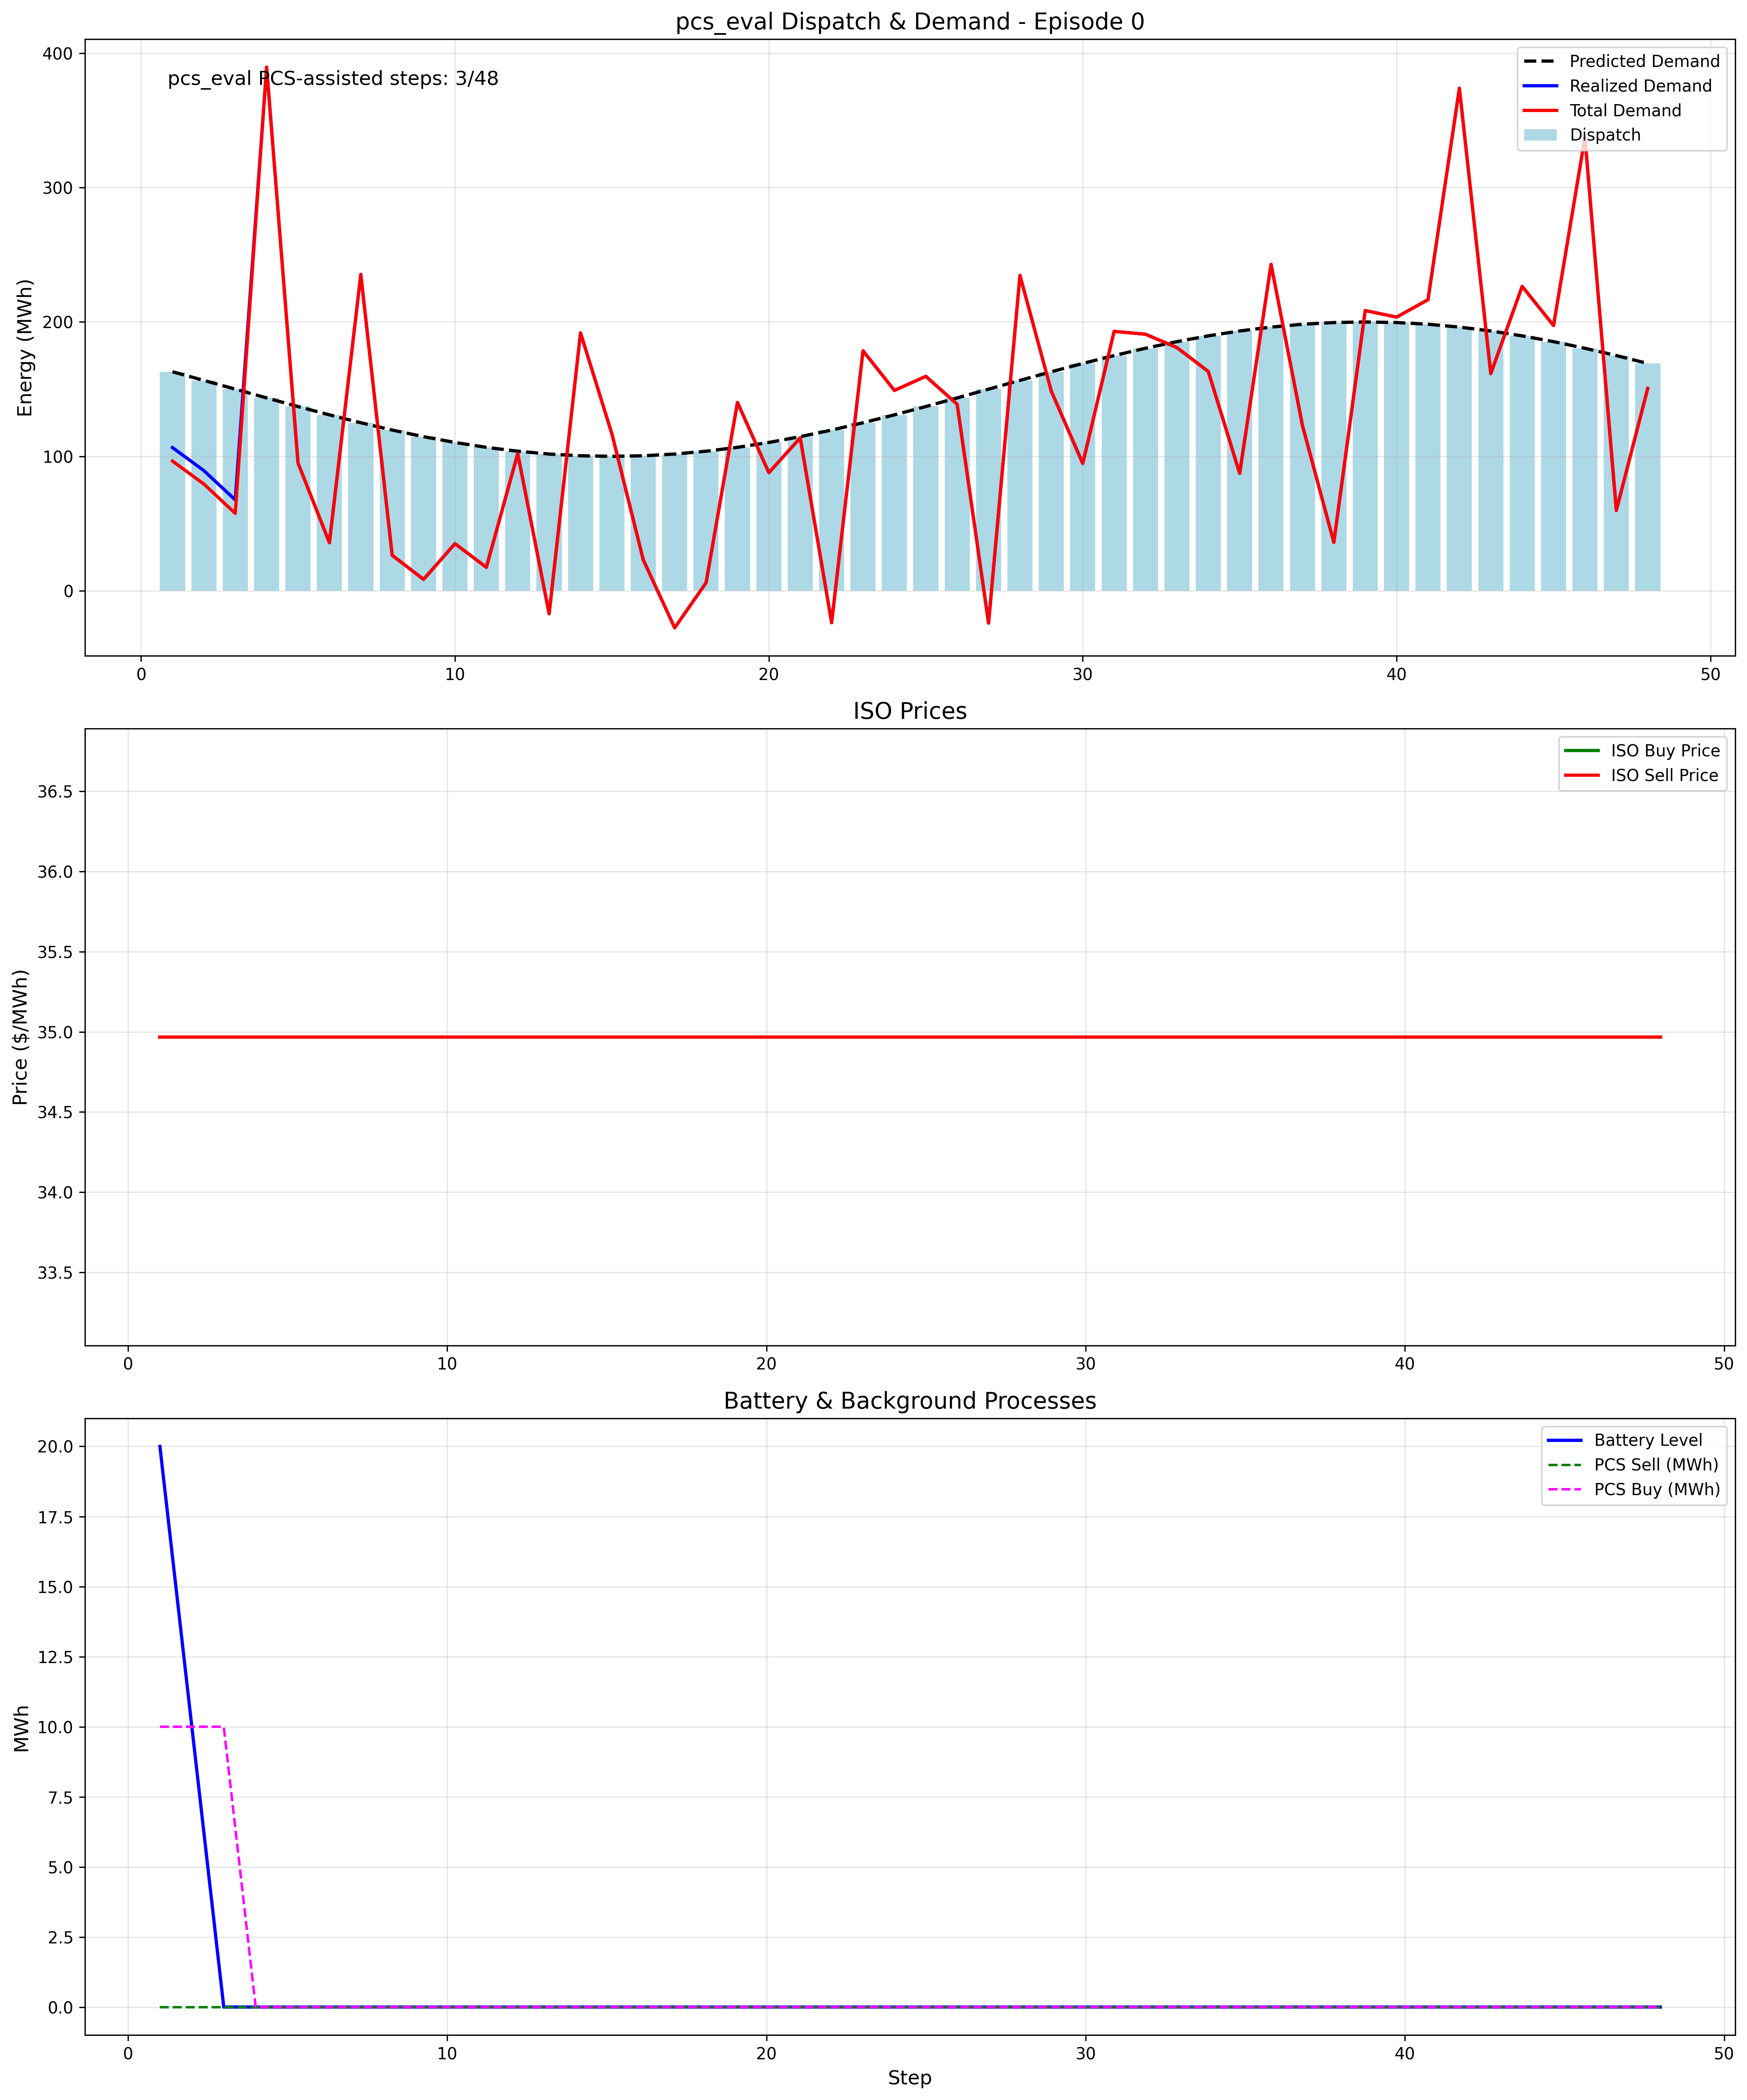 pcs_eval Dispatch & Demand - Episode 0
pcs_eval PCS-assisted steps: 3/48
Predicted Demand
Realized Demand
Total Demand
Dispatch
Energy (MWh)
400
300
200
100
0
0 10 20 30 40 50
ISO Prices
ISO Buy Price
ISO Sell Price
Price ($/MWh)
36.5
36.0
35.5
35.0
34.5
34.0
33.5
0 10 20 30 40 50
Battery & Background Processes
Battery Level
PCS Sell (MWh)
PCS Buy (MWh)
MWh
20.0
17.5
15.0
12.5
10.0
7.5
5.0
2.5
0.0
0 10 20 30 40 50
Step